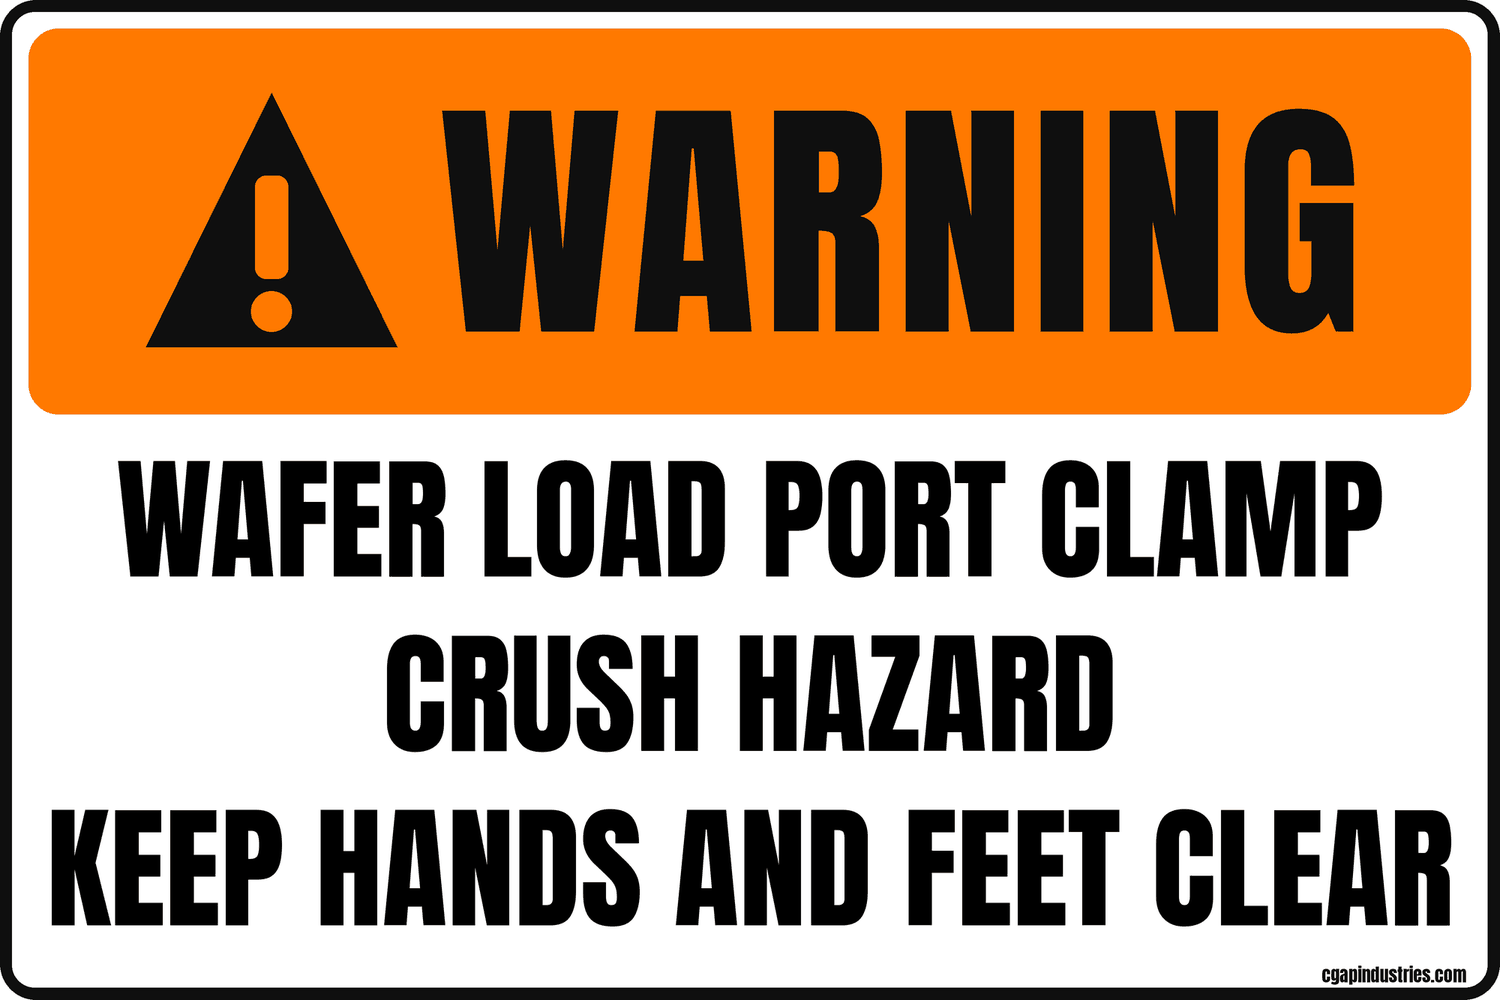 WARNING
WAFER LOAD PORT CLAMP
CRUSH HAZARD
KEEP HANDS AND FEET CLEAR
cgapindustries.com